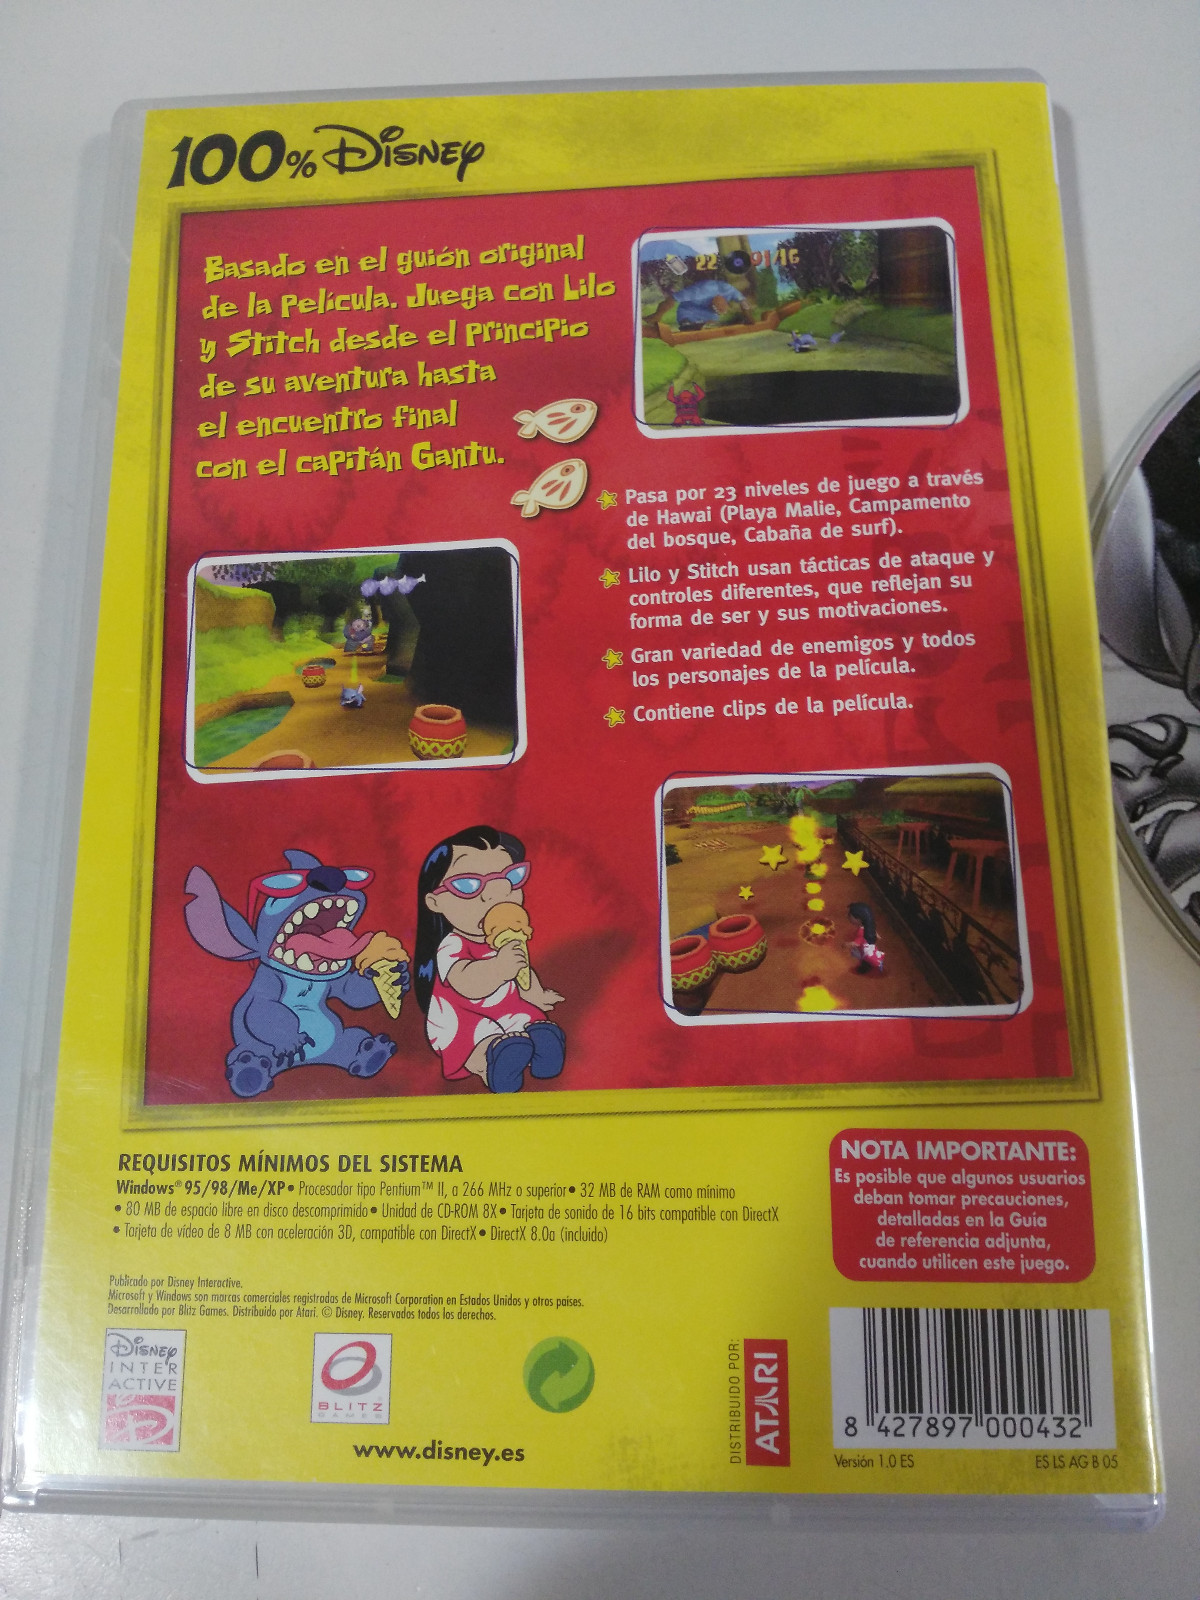 100% Disney
Basado en el guión original
de la película. Juega con Lilo
y Stitch desde el principio
de su aventura hasta
el encuentro final
con el capitán Gantu.
22 91/16
Pasa por 23 niveles de juego a través
de Hawai (Playa Malie, Campamento
del bosque, Cabaña de surf).
Lilo y Stitch usan tácticas de ataque y
controles diferentes, que reflejan su
forma de ser y sus motivaciones.
Gran variedad de enemigos y todos
los personajes de la película.
Contiene clips de la película.
REQUISITOS MÍNIMOS DEL SISTEMA
Windows® 95/98/Me/XP • Procesador tipo Pentium™ II, a 266 MHz o superior • 32 MB de RAM como mínimo
• 80 MB de espacio libre en disco descomprimido • Unidad de CD-ROM 8X • Tarjeta de sonido de 16 bits compatible con DirectX
• Tarjeta de vídeo de 8 MB con aceleración 3D, compatible con DirectX • DirectX 8.0a (incluido)
NOTA IMPORTANTE:
Es posible que algunos usuarios
deban tomar precauciones,
detalladas en la Guía
de referencia adjunta,
cuando utilicen este juego.
Publicado por Disney Interactive.
Microsoft y Windows son marcas comerciales registradas de Microsoft Corporation en Estados Unidos y otros países.
Desarrollado por Blitz Games. Distribuido por Atari. © Disney. Reservados todos los derechos.
Disney
INTER
ACTIVE
BLITZ
GAMES
www.disney.es
DISTRIBUIDO POR:
ATARI
8 427897 000432
Versión 1.0 ES
ES LS AG B 05